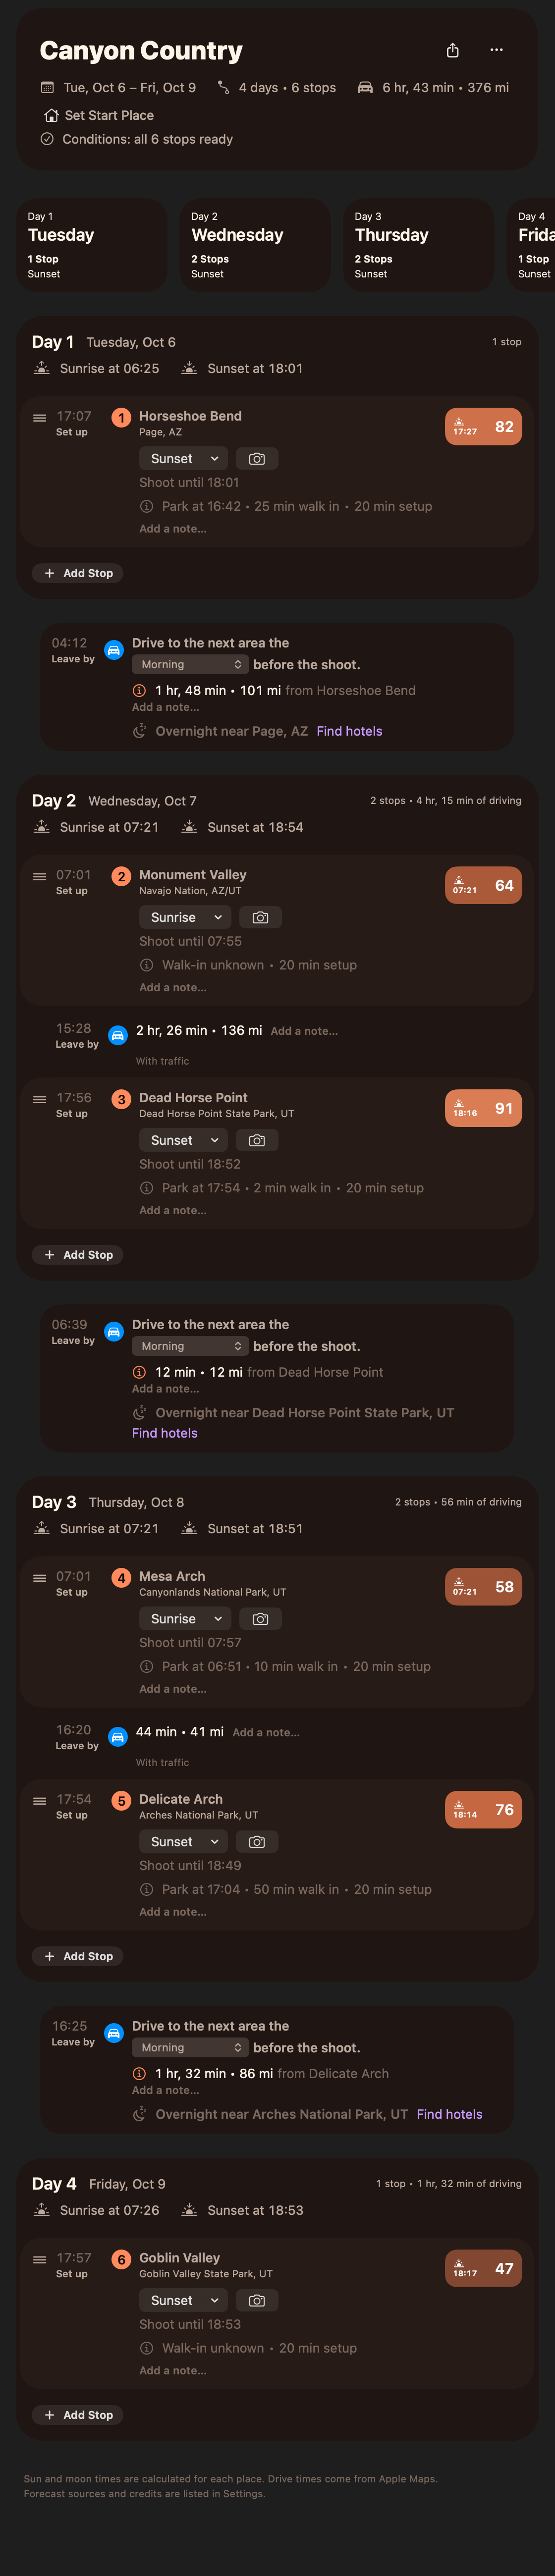 Canyon Country
Tue, Oct 6 – Fri, Oct 9
4 days • 6 stops
6 hr, 43 min • 376 mi
Set Start Place
Conditions: all 6 stops ready
Day 1
Tuesday
1 Stop
Sunset
Day 2
Wednesday
2 Stops
Sunset
Day 3
Thursday
2 Stops
Sunset
Day 4
Frida
1 Stop
Sunset
Day 1 Tuesday, Oct 6 1 stop
Sunrise at 06:25 Sunset at 18:01
17:07 1 Horseshoe Bend
Set up Page, AZ
17:27 82
Sunset
Shoot until 18:01
Park at 16:42 • 25 min walk in • 20 min setup
Add a note...
+ Add Stop
04:12 Drive to the next area the
Leave by
Morning before the shoot.
1 hr, 48 min • 101 mi from Horseshoe Bend
Add a note...
Overnight near Page, AZ Find hotels
Day 2 Wednesday, Oct 7 2 stops • 4 hr, 15 min of driving
Sunrise at 07:21 Sunset at 18:54
07:01 2 Monument Valley
Set up Navajo Nation, AZ/UT
07:21 64
Sunrise
Shoot until 07:55
Walk-in unknown • 20 min setup
Add a note...
15:28 2 hr, 26 min • 136 mi Add a note...
Leave by
With traffic
17:56 3 Dead Horse Point
Set up Dead Horse Point State Park, UT
18:16 91
Sunset
Shoot until 18:52
Park at 17:54 • 2 min walk in • 20 min setup
Add a note...
+ Add Stop
06:39 Drive to the next area the
Leave by
Morning before the shoot.
12 min • 12 mi from Dead Horse Point
Add a note...
Overnight near Dead Horse Point State Park, UT
Find hotels
Day 3 Thursday, Oct 8 2 stops • 56 min of driving
Sunrise at 07:21 Sunset at 18:51
07:01 4 Mesa Arch
Set up Canyonlands National Park, UT
07:21 58
Sunrise
Shoot until 07:57
Park at 06:51 • 10 min walk in • 20 min setup
Add a note...
16:20 44 min • 41 mi Add a note...
Leave by
With traffic
17:54 5 Delicate Arch
Set up Arches National Park, UT
18:14 76
Sunset
Shoot until 18:49
Park at 17:04 • 50 min walk in • 20 min setup
Add a note...
+ Add Stop
16:25 Drive to the next area the
Leave by
Morning before the shoot.
1 hr, 32 min • 86 mi from Delicate Arch
Add a note...
Overnight near Arches National Park, UT Find hotels
Day 4 Friday, Oct 9 1 stop • 1 hr, 32 min of driving
Sunrise at 07:26 Sunset at 18:53
17:57 6 Goblin Valley
Set up Goblin Valley State Park, UT
18:17 47
Sunset
Shoot until 18:53
Walk-in unknown • 20 min setup
Add a note...
+ Add Stop
Sun and moon times are calculated for each place. Drive times come from Apple Maps.
Forecast sources and credits are listed in Settings.